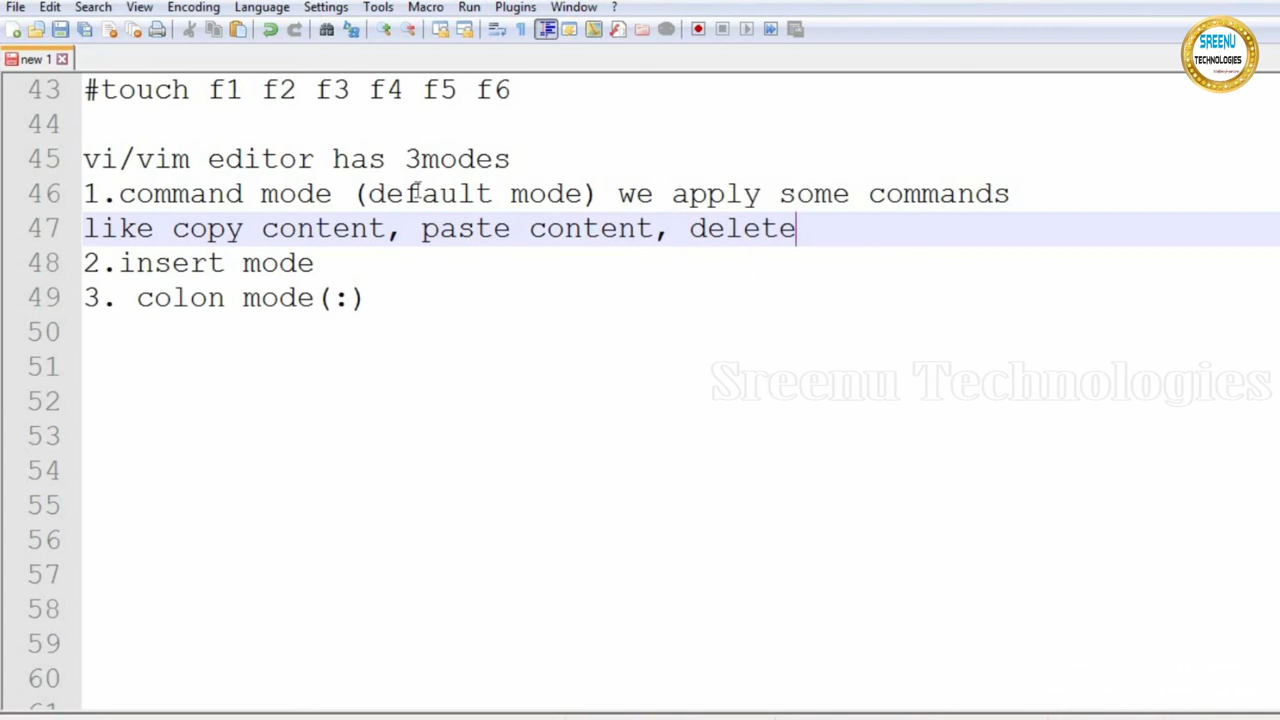 File Edit Search View Encoding Language Settings Tools Macro Run Plugins Window ?
SREENU
TECHNOLOGIES
new 1
43 #touch f1 f2 f3 f4 f5 f6
44
45 vi/vim editor has 3modes
46 1.command mode (default mode) we apply some commands
47 like copy content, paste content, delete
48 2.insert mode
49 3. colon mode(:)
50
51
Sreenu Technologies
52
53
54
55
56
57
58
59
60
61